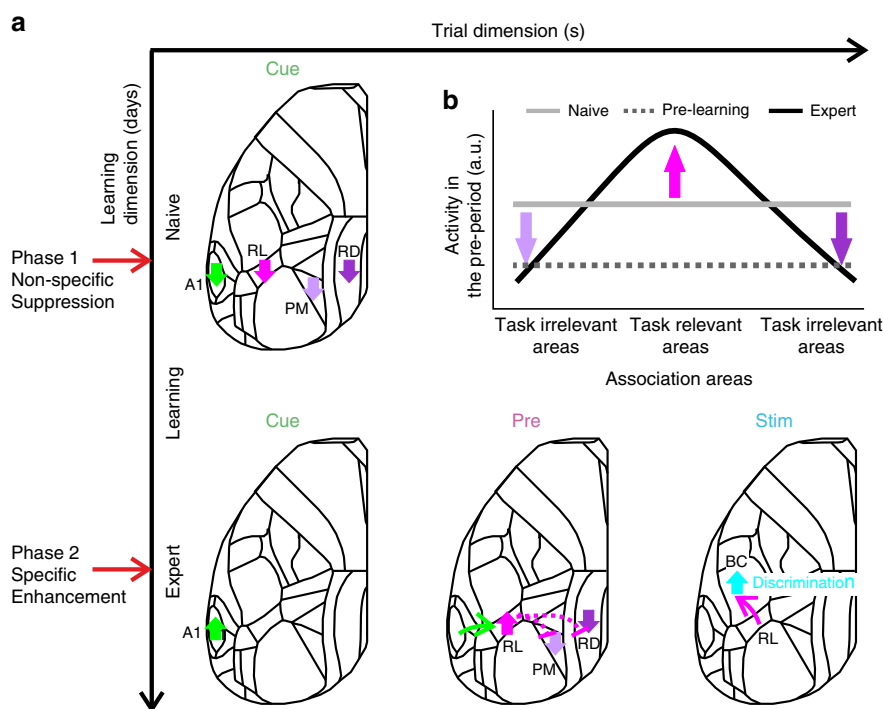 a
Trial dimension (s)
Learning
dimension (days)
Cue
Naive
Phase 1
Non-specific
Suppression
A1
RL
PM
RD
b
Naive
Pre-learning
Expert
Activity in
the pre-period (a.u.)
Task irrelevant
areas
Task relevant
areas
Task irrelevant
areas
Association areas
Learning
Cue
Pre
Stim
Phase 2
Specific
Enhancement
Expert
A1
RL
PM
RD
BC
Discrimination
RL